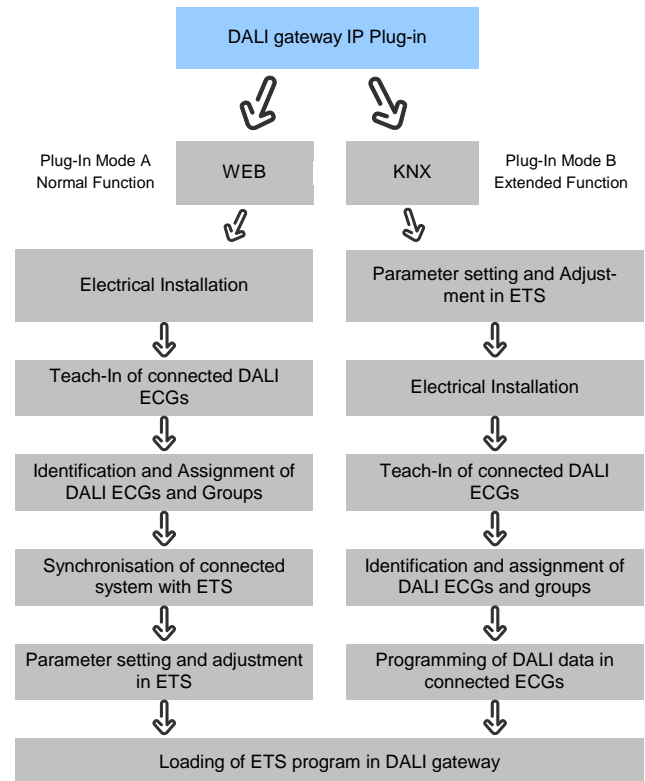 DALI gateway IP Plug-in
Plug-In Mode A
Normal Function
WEB
KNX
Plug-In Mode B
Extended Function
Electrical Installation
Parameter setting and Adjust-
ment in ETS
Teach-In of connected DALI
ECGs
Electrical Installation
Identification and Assignment of
DALI ECGs and Groups
Teach-In of connected DALI
ECGs
Synchronisation of connected
system with ETS
Identification and assignment of
DALI ECGs and groups
Parameter setting and adjustment
in ETS
Programming of DALI data in
connected ECGs
Loading of ETS program in DALI gateway